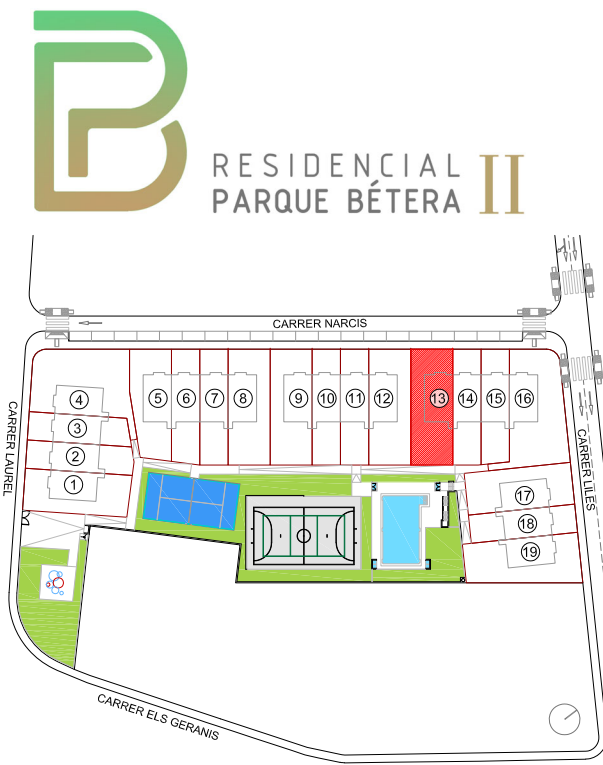 RESIDENCIAL
PARQUE BÉTERA II
CARRER NARCIS
CARRER LAUREL
CARRER LILES
4
3
2
1
5 6 7 8
9 10 11 12
13 14 15 16
17
18
19
CARRER ELS GERANIS